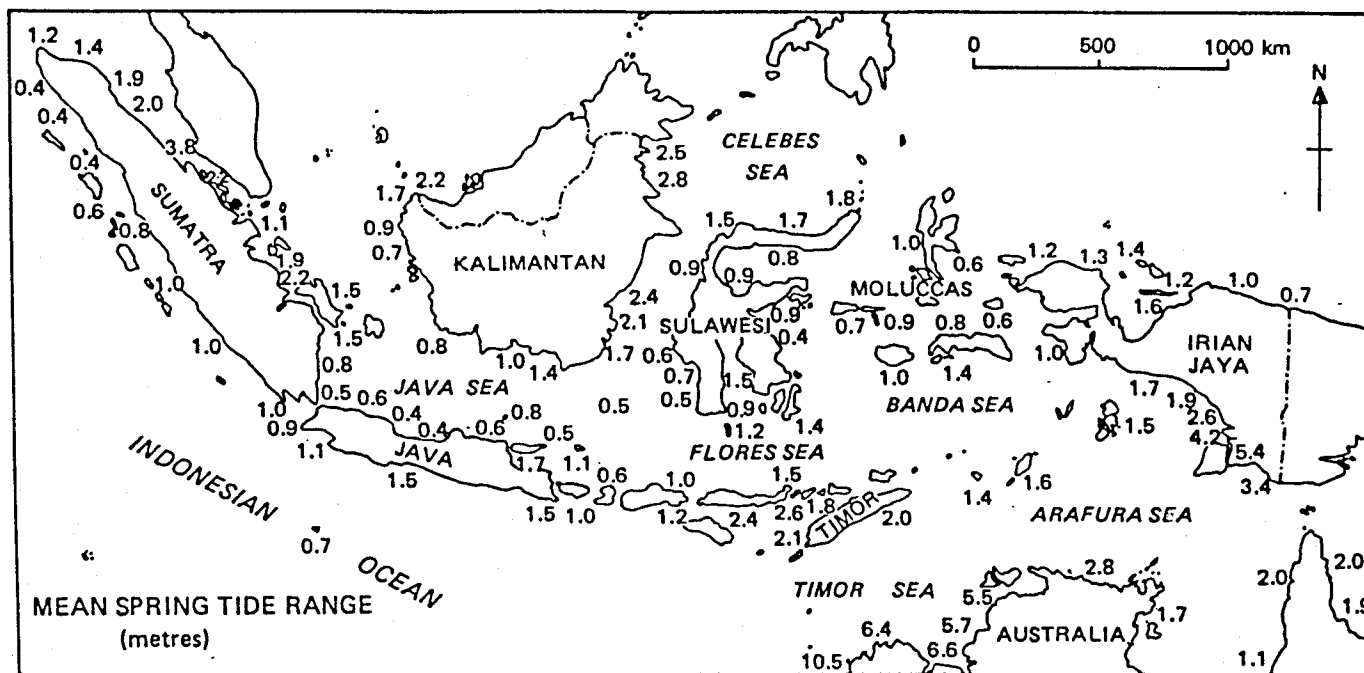 0 500 1000 km
N
1.2 1.4
0.4 1.9
0.4 2.0
0.4 3.8
0.6
0.8
1.0
1.0
1.0
SUMATRA
1.1
1.9
2.2
1.5
1.5
0.8
0.5
CELEBES
SEA
2.5
2.8
1.7 2.2
0.9
0.7
KALIMANTAN
2.4
2.1
1.7
0.8 1.0 1.4
JAVA SEA
1.5 1.7 1.8
0.8
0.9 0.9
SULAWESI
0.9
0.4
0.6
0.7
0.5
1.5
0.9
1.2
1.4
0.5
MOLUCCAS
1.0
0.6
0.7 0.9 0.8 0.6
1.0 1.4
1.2 1.3 1.4
1.6 1.2 1.0 0.7
IRIAN
JAYA
1.0
1.7
1.9
2.6
4.2
5.4
3.4
BANDA SEA
1.5
1.6
1.4
FLORES SEA
0.6 0.4 0.4 0.6 0.8 0.5
0.9
1.1
JAVA
1.7
1.5
1.5
1.1
1.0
0.6 1.0 1.5
1.2 2.4 2.6 1.8
2.1
TIMOR
2.0
ARAFURA SEA
INDONESIAN
OCEAN
0.7
TIMOR SEA
5.5 2.8
5.7
1.7
AUSTRALIA
6.4
10.5 6.6
2.0 2.0
1.9
1.1
MEAN SPRING TIDE RANGE
(metres)